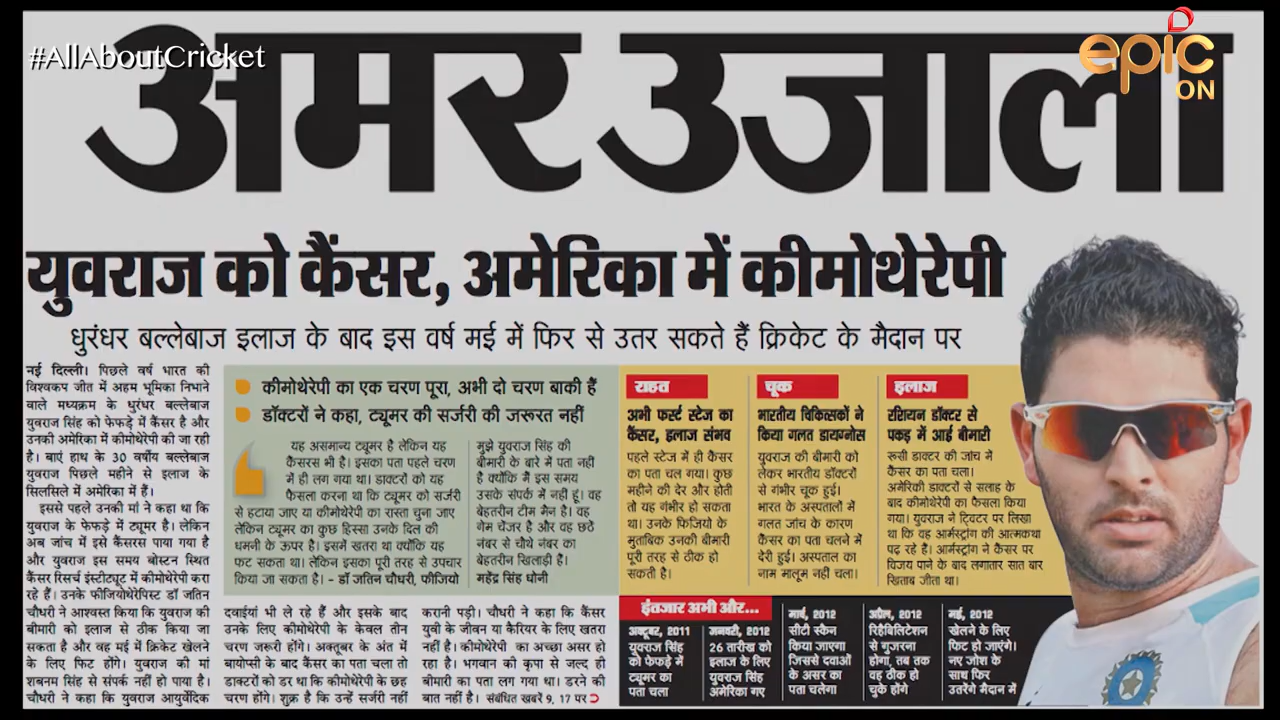 #AllAboutCricket
epic
ON
अमर उजाला
युवराज को कैंसर, अमेरिका में कीमोथेरेपी
धुरंधर बल्लेबाज इलाज के बाद इस वर्ष मई में फिर से उतर सकते हैं क्रिकेट के मैदान पर
नई दिल्ली। पिछले वर्ष भारत की
विश्वकप जीत में अहम भूमिका निभाने
वाले मध्यक्रम के धुरंधर बल्लेबाज
युवराज सिंह को फेफड़े में कैंसर है और
उनकी अमेरिका में कीमोथेरेपी की जा रही
है। बाएं हाथ के 30 वर्षीय बल्लेबाज
युवराज पिछले महीने से इलाज के
सिलसिले में अमेरिका में हैं।
इससे पहले उनकी मां ने कहा था कि
युवराज के फेफड़े में ट्यूमर है। लेकिन
अब जांच में इसे कैंसरस पाया गया है
और युवराज इस समय बोस्टन स्थित
कैंसर रिसर्च इंस्टीट्यूट में कीमोथेरेपी करा
रहे हैं। उनके फीजियोथेरेपिस्ट डॉ जतिन
चौधरी ने आश्वस्त किया कि युवराज की
बीमारी को इलाज से ठीक किया जा
सकता है और वह मई में क्रिकेट खेलने
के लिए फिट होंगे। युवराज की मां
शबनम सिंह से संपर्क नहीं हो पाया है।
चौधरी ने कहा कि युवराज आयुर्वेदिक
कीमोथेरेपी का एक चरण पूरा, अभी दो चरण बाकी हैं
डॉक्टरों ने कहा, ट्यूमर की सर्जरी की जरूरत नहीं
यह असमान्य ट्यूमर है लेकिन यह
कैंसरस भी है। इसका पता पहले चरण
में ही लग गया था। डाक्टरों को यह
फैसला करना था कि ट्यूमर को सर्जरी
से हटाया जाए या कीमोथेरेपी का रास्ता चुना जाए
लेकिन ट्यूमर का कुछ हिस्सा उनके दिल की
धमनी के ऊपर है। इसमें खतरा था क्योंकि यह
फट सकता था। लेकिन इसका पूरी तरह से उपचार
किया जा सकता है। - डॉ जतिन चौधरी, फीजियो
मुझे युवराज सिंह की
बीमारी के बारे में पता नहीं
है क्योंकि मैं इस समय
उसके संपर्क में नहीं हूं। वह
बेहतरीन टीम मैन है। वह
गेम चेंजर है और वह छठे
नंबर से चौथे नंबर का
बेहतरीन खिलाड़ी है।
महेंद्र सिंह धोनी
दवाईयां भी ले रहे हैं और इसके बाद
उनके लिए कीमोथेरेपी के केवल तीन
चरण जरूरी होंगे। अक्तूबर के अंत में
बायोप्सी के बाद कैंसर का पता चला तो
डाक्टरों को डर था कि कीमोथेरेपी के छह
चरण होंगे। शुक्र है कि उन्हें सर्जरी नहीं
करानी पड़ी। चौधरी ने कहा कि कैंसर
युवी के जीवन या कैरियर के लिए खतरा
नहीं है। कीमोथेरेपी का अच्छा असर हो
रहा है। भगवान की कृपा से जल्द ही
बीमारी का पता लग गया था। डरने की
बात नहीं है। संबंधित खबरें 9, 17 पर
राहत
अभी फर्स्ट स्टेज का
कैंसर, इलाज संभव
पहले स्टेज में ही कैंसर
का पता चल गया। कुछ
महीने की देर और होती
तो यह गंभीर हो सकता
था। उनके फिजियो के
मुताबिक उनकी बीमारी
पूरी तरह से ठीक हो
सकती है।
चूक
भारतीय चिकित्सकों ने
किया गलत डायग्नोस
युवराज की बीमारी को
लेकर भारतीय डॉक्टरों
से गंभीर चूक हुई।
भारत के अस्पतालों में
गलत जांच के कारण
कैंसर का पता चलने में
देरी हुई। अस्पताल का
नाम मालूम नहीं चला।
इलाज
रशियन डॉक्टर से
पकड़ में आई बीमारी
रूसी डाक्टर की जांच में
कैंसर का पता चला।
अमेरिकी डाक्टरों से सलाह के
बाद कीमोथेरेपी का फैसला किया
गया। युवराज ने ट्विटर पर लिखा
था कि वह आर्मस्ट्रांग की आत्मकथा
पढ़ रहे हैं। आर्मस्ट्रांग ने कैंसर पर
विजय पाने के बाद लगातार सात बार
खिताब जीता था।
इंतजार अभी और...
अक्टूबर, 2011
युवराज सिंह
को फेफड़े में
ट्यूमर का
पता चला
जनवरी, 2012
26 तारीख को
इलाज के लिए
युवराज सिंह
अमेरिका गए
मार्च, 2012
सीटी स्कैन
किया जाएगा
जिससे दवाओं
के असर का
पता चलेगा
अप्रैल, 2012
रिहैबिलिटेशन
से गुजरना
होगा, तब तक
वह ठीक हो
चुके होंगे
मई, 2012
खेलने के लिए
फिट हो जाएंगे।
नए जोश के
साथ फिर
उतरेंगे मैदान में